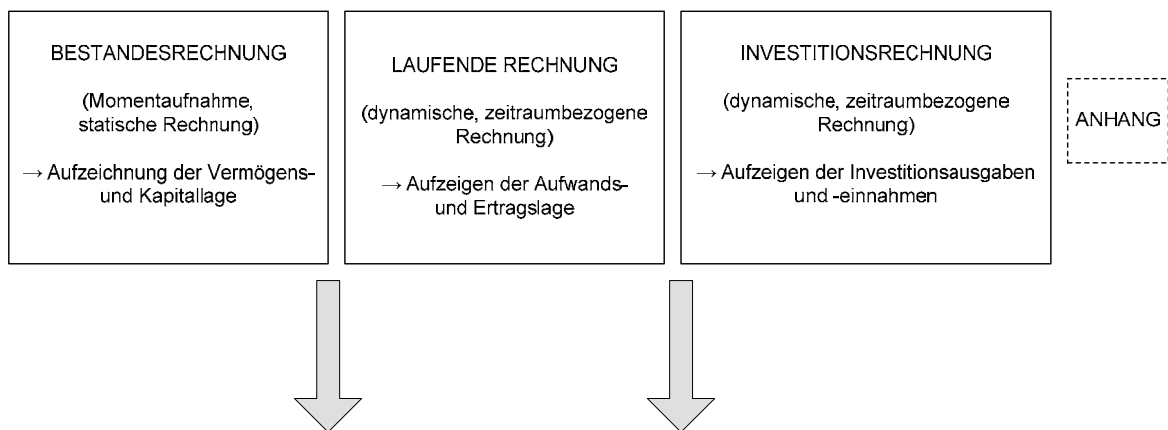 BESTANDESRECHNUNG
(Momentaufnahme,
statische Rechnung)
→ Aufzeichnung der Vermögens-
und Kapitallage
LAUFENDE RECHNUNG
(dynamische, zeitraumbezogene
Rechnung)
→ Aufzeigen der Aufwands-
und Ertragslage
INVESTITIONSRECHNUNG
(dynamische, zeitraumbezogene
Rechnung)
→ Aufzeigen der Investitionsausgaben
und -einnahmen
ANHANG